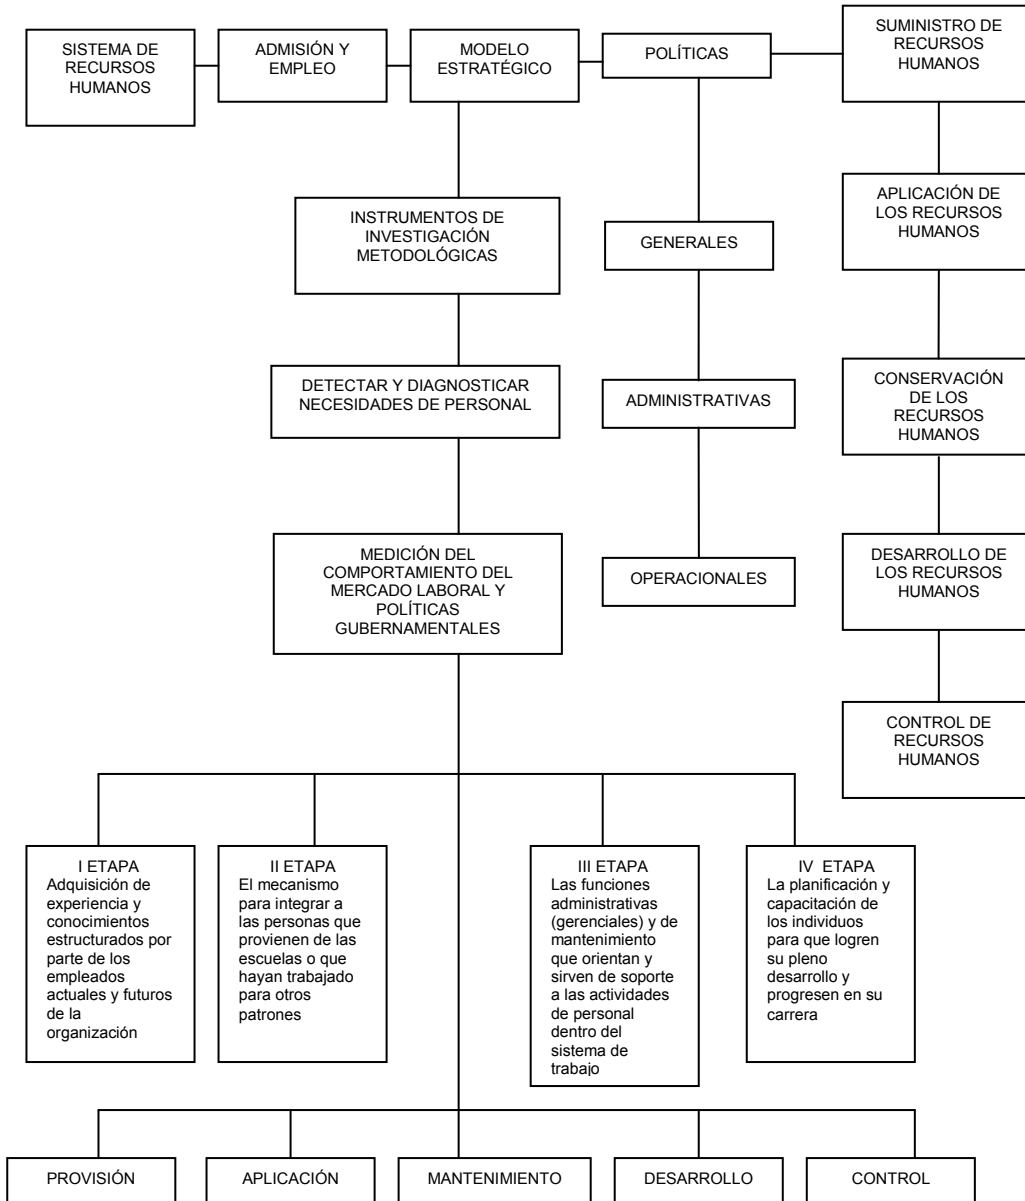 SISTEMA DE
RECURSOS
HUMANOS
ADMISIÓN Y
EMPLEO
MODELO
ESTRATÉGICO
POLÍTICAS
SUMINISTRO DE
RECURSOS
HUMANOS
INSTRUMENTOS DE
INVESTIGACIÓN
METODOLÓGICAS
GENERALES
APLICACIÓN DE
LOS RECURSOS
HUMANOS
DETECTAR Y DIAGNOSTICAR
NECESIDADES DE PERSONAL
ADMINISTRATIVAS
CONSERVACIÓN
DE LOS
RECURSOS
HUMANOS
MEDICIÓN DEL
COMPORTAMIENTO DEL
MERCADO LABORAL Y
POLÍTICAS
GUBERNAMENTALES
OPERACIONALES
DESARROLLO DE
LOS RECURSOS
HUMANOS
CONTROL DE
RECURSOS
HUMANOS
I ETAPA
Adquisición de
experiencia y
conocimientos
estructurados por
parte de los
empleados
actuales y futuros
de la
organización
II ETAPA
El mecanismo
para integrar a
las personas que
provienen de las
escuelas o que
hayan trabajado
para otros
patrones
III ETAPA
Las funciones
administrativas
(gerenciales) y de
mantenimiento
que orientan y
sirven de soporte
a las actividades
de personal
dentro del
sistema de
trabajo
IV ETAPA
La planificación y
capacitación de
los individuos
para que logren
su pleno
desarrollo y
progresen en su
carrera
PROVISIÓN
APLICACIÓN
MANTENIMIENTO
DESARROLLO
CONTROL